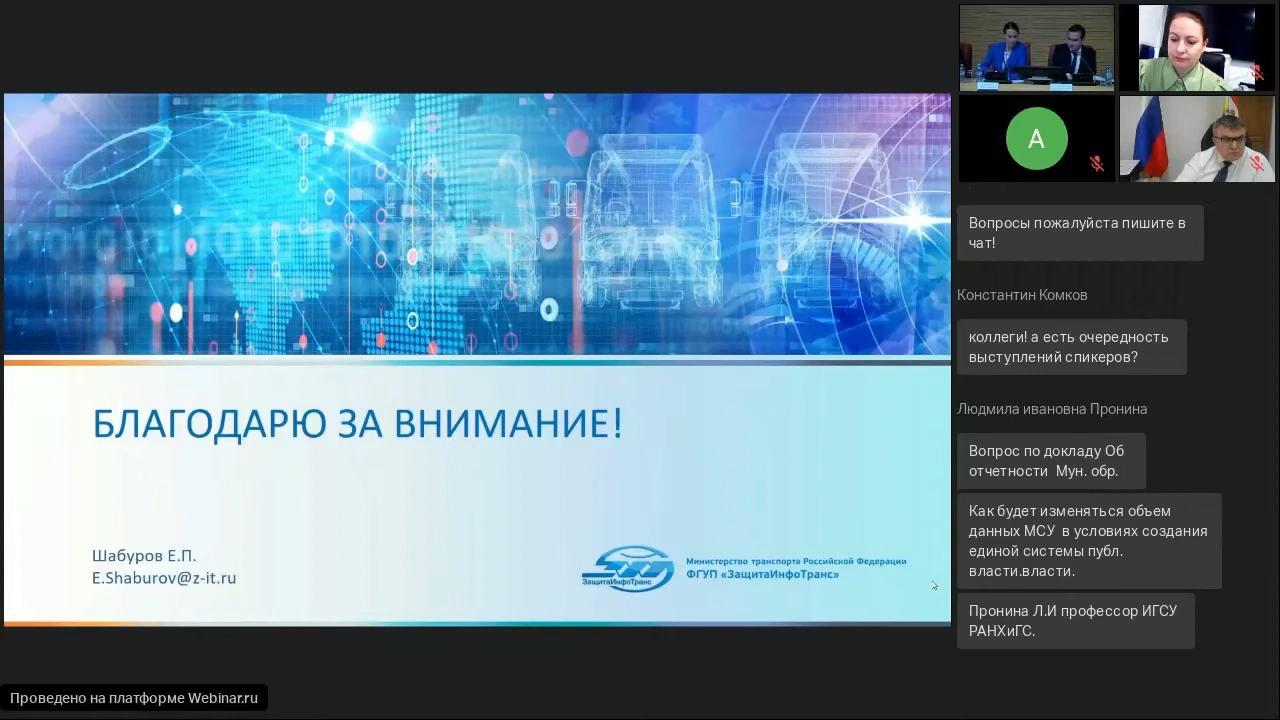 БЛАГОДАРЮ ЗА ВНИМАНИЕ!
Шабуров Е.П.
E.Shaburov@z-it.ru
ЗащитаИнфоТранс
Министерство транспорта Российской Федерации
ФГУП «ЗащитаИнфоТранс»
Проведено на платформе Webinar.ru
А
Вопросы пожалуйста пишите в
чат!
Константин Комков
коллеги! а есть очередность
выступлений спикеров?
Людмила ивановна Пронина
Вопрос по докладу Об
отчетности Мун. обр.
Как будет изменяться объем
данных МСУ в условиях создания
единой системы публ.
власти.власти.
Пронина Л.И профессор ИГСУ
РАНХиГС.